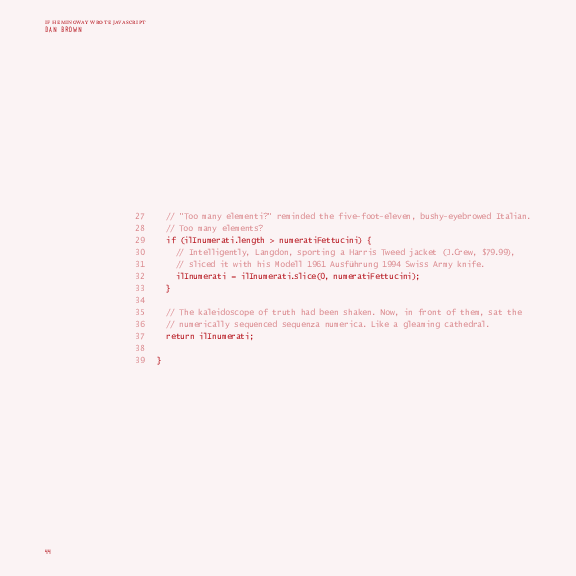 IF HEMINGWAY WROTE JAVASCRIPT
DAN BROWN
27 // "Too many elementi?" reminded the five-foot-eleven, bushy-eyebrowed Italian.
28 // Too many elements?
29 if (ilInumerati.length > numeratiFettucini) {
30 // Intelligently, Langdon, sporting a Harris Tweed jacket (J.Crew, $79.99),
31 // sliced it with his Modell 1961 Ausführung 1994 Swiss Army knife.
32 ilInumerati = ilInumerati.slice(0, numeratiFettucini);
33 }
34
35 // The kaleidoscope of truth had been shaken. Now, in front of them, sat the
36 // numerically sequenced sequenza numerica. Like a gleaming cathedral.
37 return ilInumerati;
38
39 }